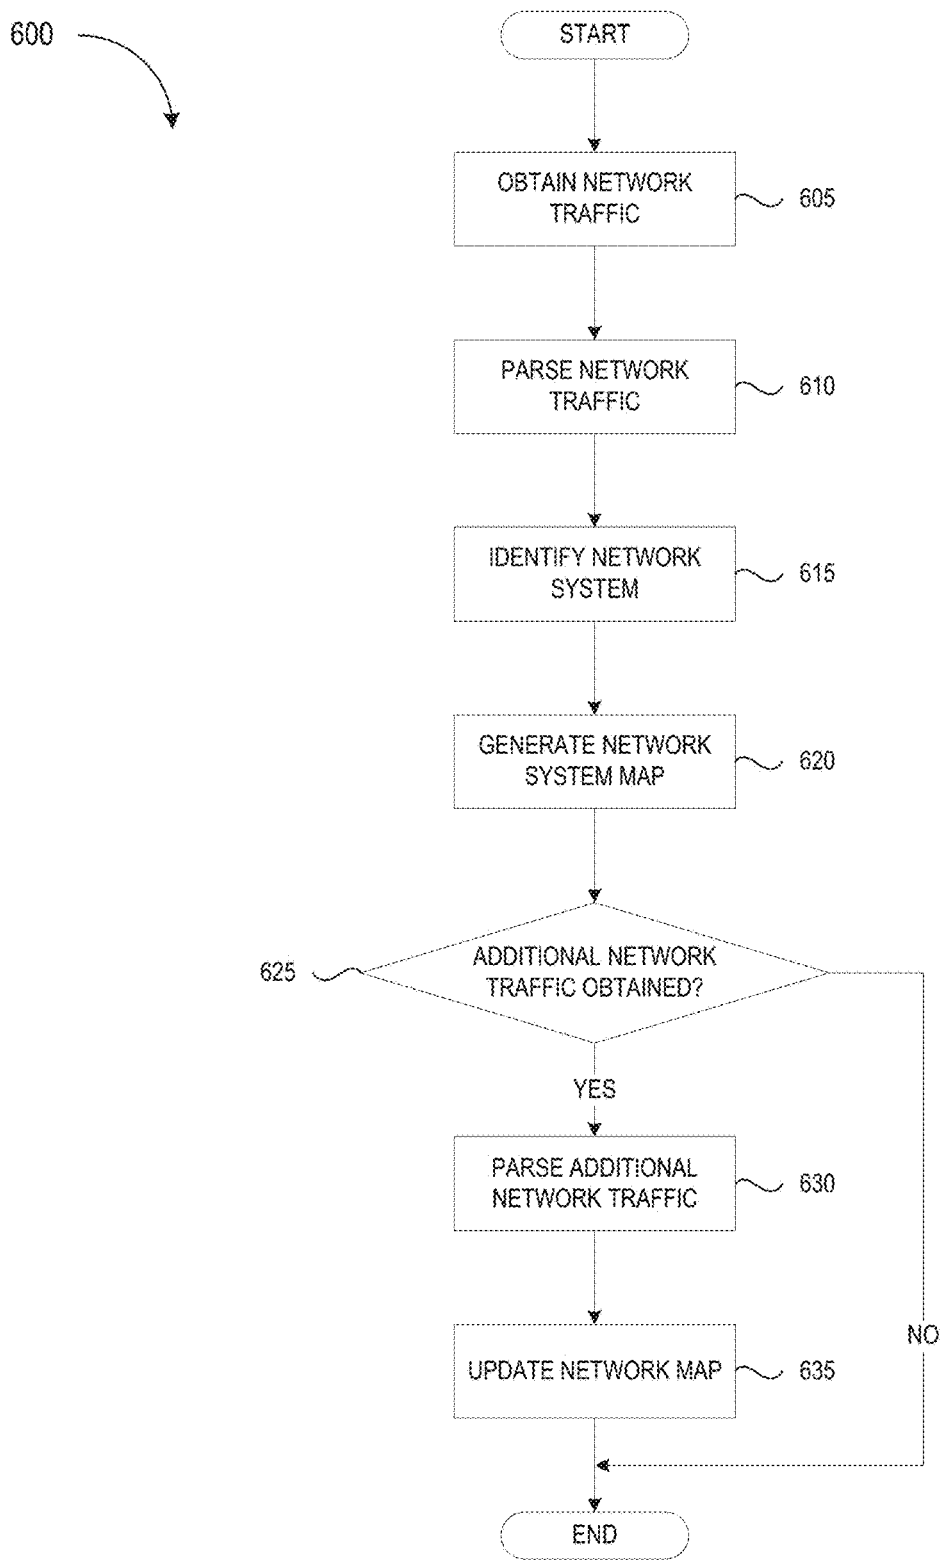 600
START
OBTAIN NETWORK
TRAFFIC
605
PARSE NETWORK
TRAFFIC
610
IDENTIFY NETWORK
SYSTEM
615
GENERATE NETWORK
SYSTEM MAP
620
ADDITIONAL NETWORK
TRAFFIC OBTAINED?
625
YES
PARSE ADDITIONAL
NETWORK TRAFFIC
630
NO
UPDATE NETWORK MAP
635
END